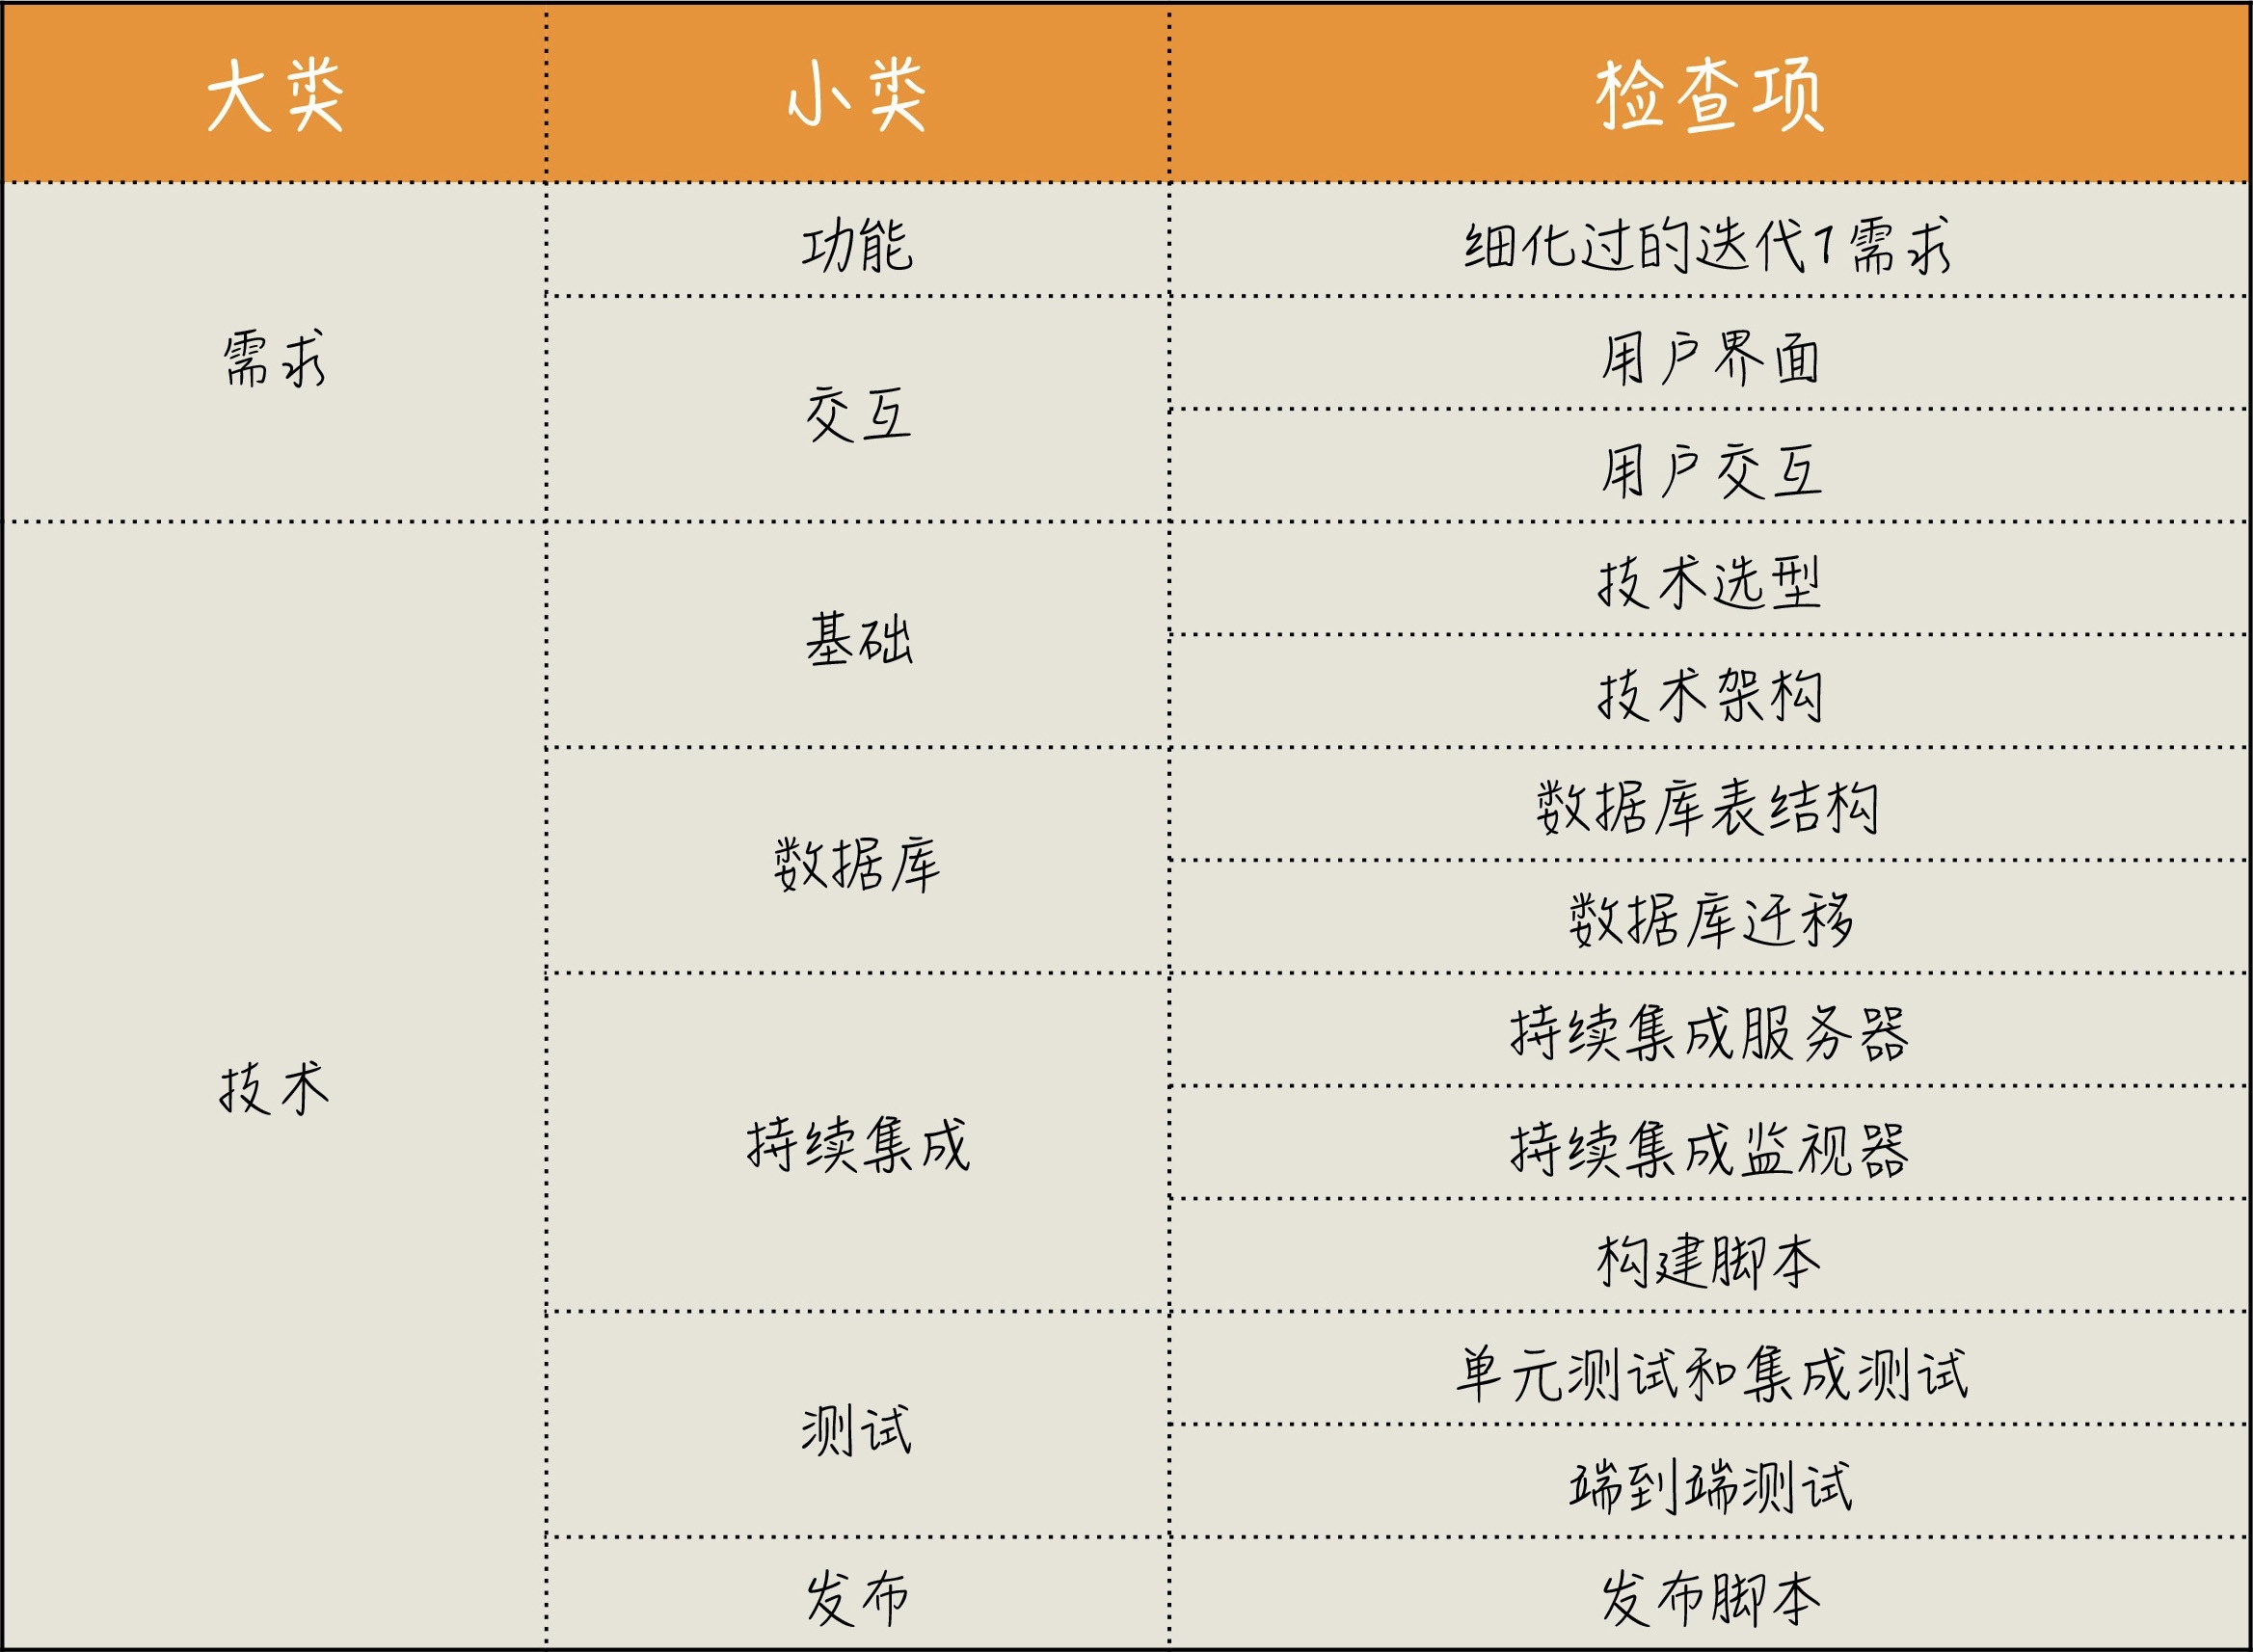 大类 小类 检查项
需求 功能 细化过的迭代1需求
交互 用户界面
用户交互
技术 基础 技术选型
技术架构
数据库 数据库表结构
数据库迁移
持续集成 持续集成服务器
持续集成监视器
构建脚本
测试 单元测试和集成测试
端到端测试
发布 发布脚本